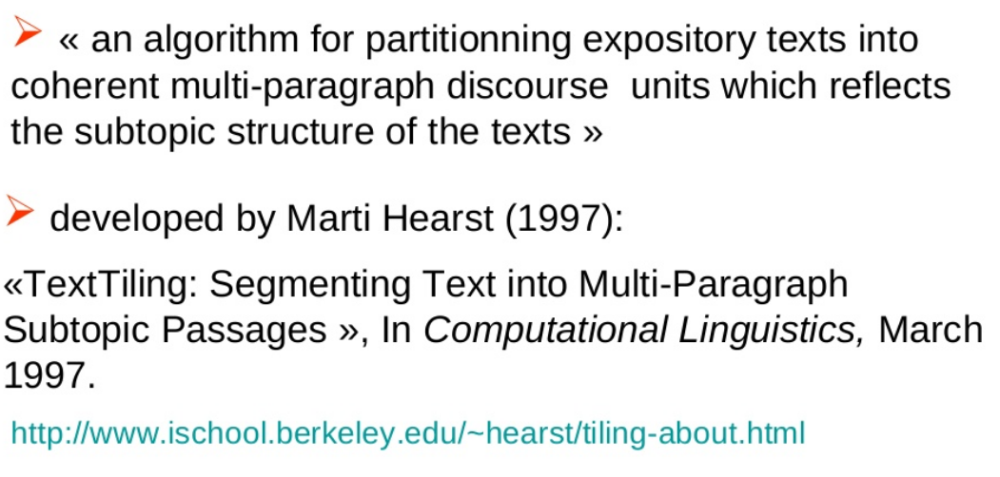 « an algorithm for partitionning expository texts into
coherent multi-paragraph discourse  units which reflects
the subtopic structure of the texts »
developed by Marti Hearst (1997):
«TextTiling: Segmenting Text into Multi-Paragraph
Subtopic Passages », In Computational Linguistics, March
1997.
http://www.ischool.berkeley.edu/~hearst/tiling-about.html